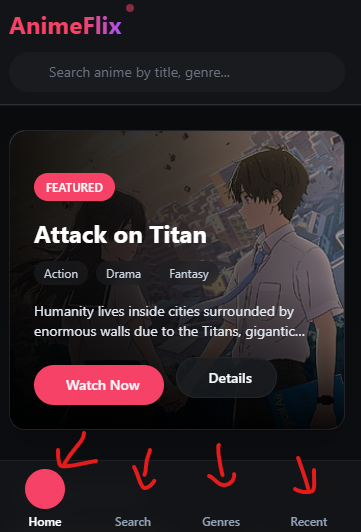 AnimeFlix
Search anime by title, genre...
FEATURED
Attack on Titan
Action Drama Fantasy
Humanity lives inside cities surrounded by
enormous walls due to the Titans, gigantic...
Watch Now Details
Home Search Genres Recent